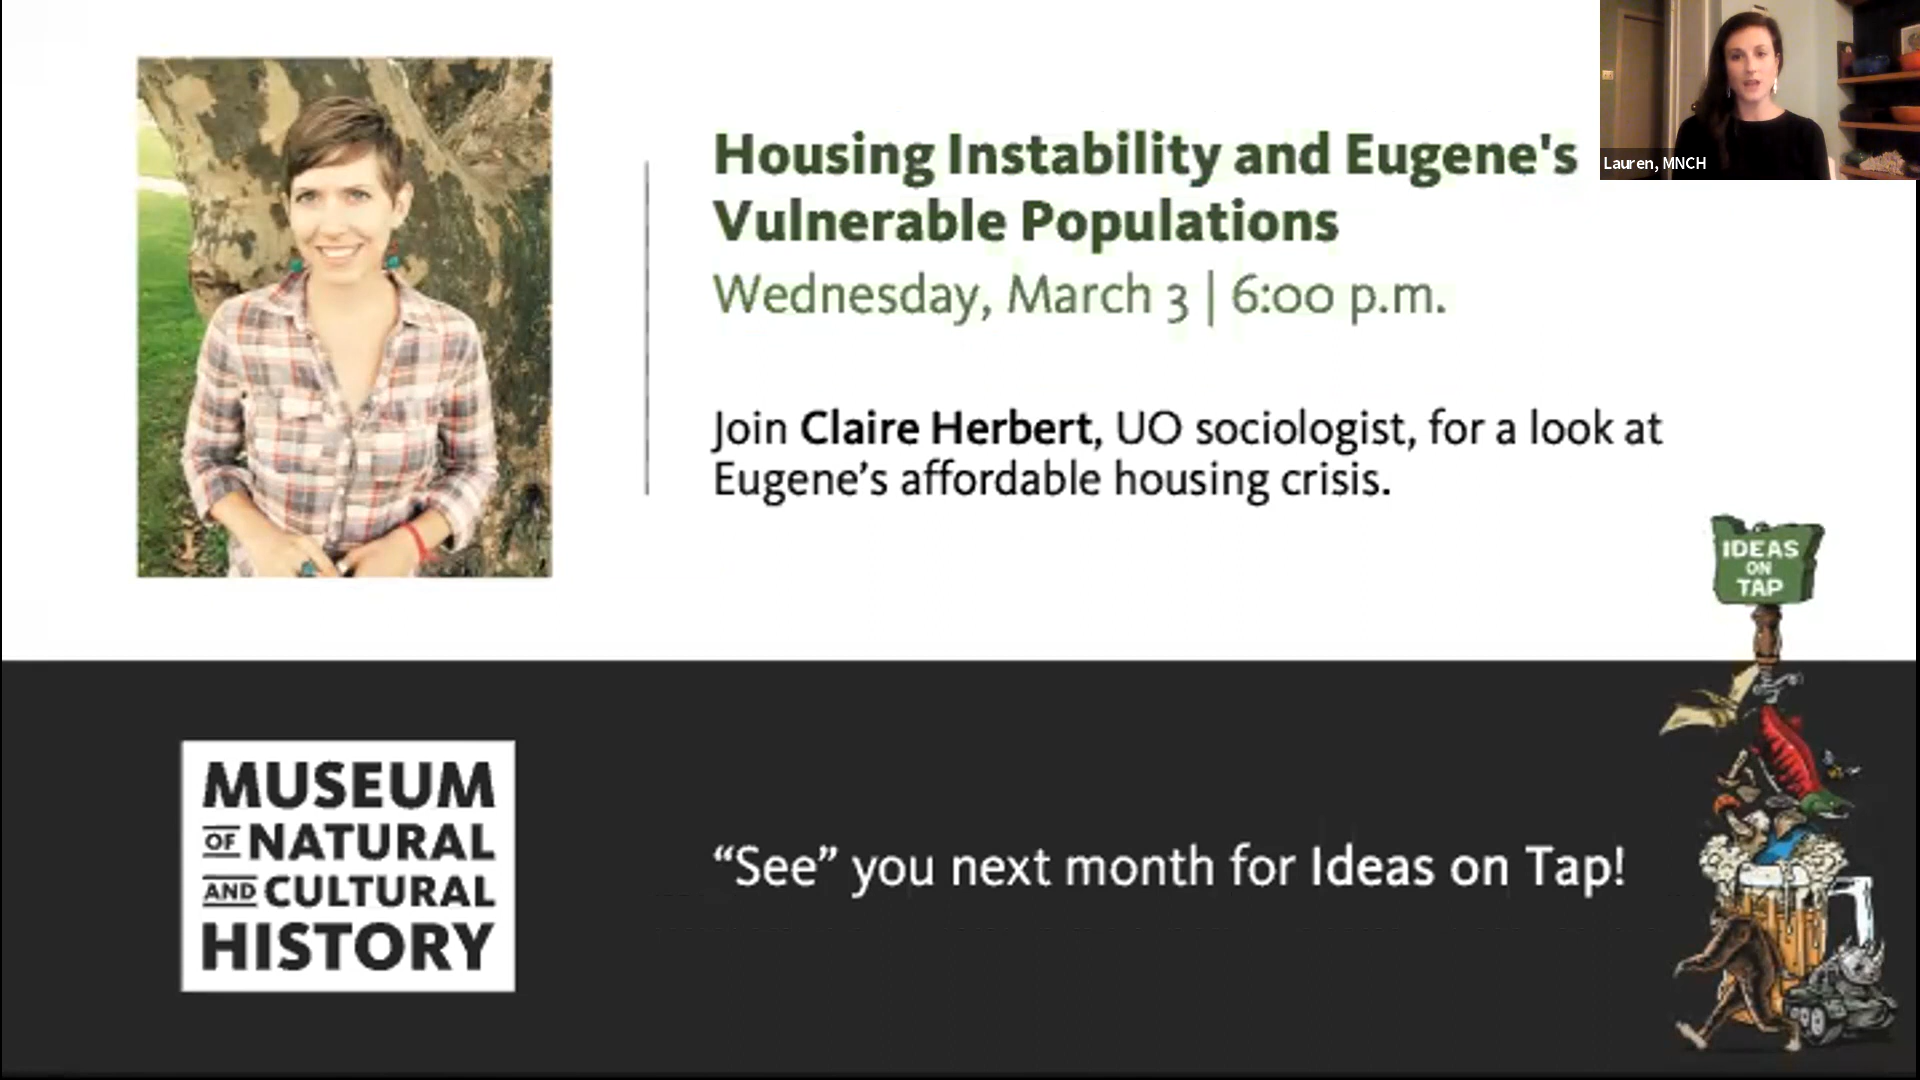 Housing Instability and Eugene's
Vulnerable Populations
Wednesday, March 3 | 6:00 p.m.
Join Claire Herbert, UO sociologist, for a look at
Eugene’s affordable housing crisis.
Lauren, MNCH
IDEAS
ON
TAP
MUSEUM
OF NATURAL
AND CULTURAL
HISTORY
“See” you next month for Ideas on Tap!